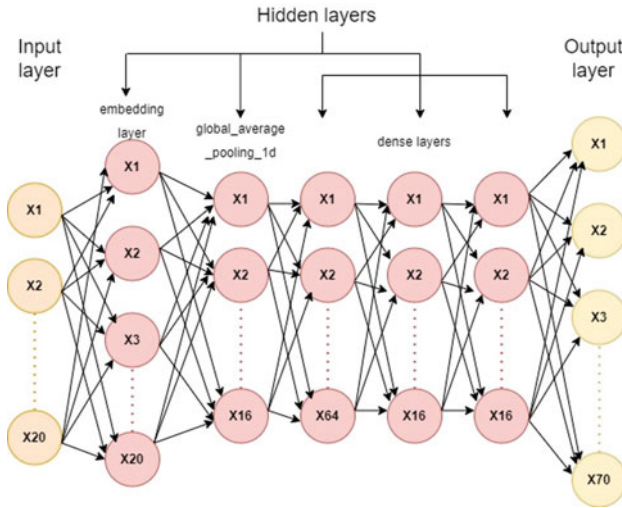 Hidden layers
Input
layer
Output
layer
embedding
layer
global_average
_pooling_1d
dense layers
X1
X2
X20
X1
X2
X3
X20
X1
X2
X16
X1
X2
X64
X1
X2
X16
X1
X2
X16
X1
X2
X3
X70